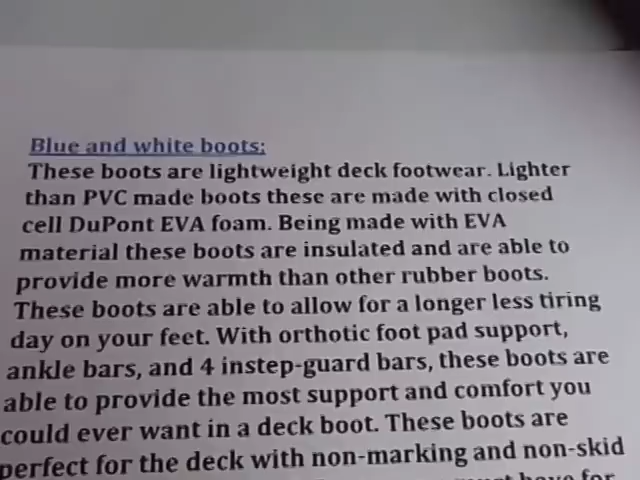 Blue and white boots:
These boots are lightweight deck footwear. Lighter
than PVC made boots these are made with closed
cell DuPont EVA foam. Being made with EVA
material these boots are insulated and are able to
provide more warmth than other rubber boots.
These boots are able to allow for a longer less tiring
day on your feet. With orthotic foot pad support,
ankle bars, and 4 instep-guard bars, these boots are
able to provide the most support and comfort you
could ever want in a deck boot. These boots are
perfect for the deck with non-marking and non-skid
must have for